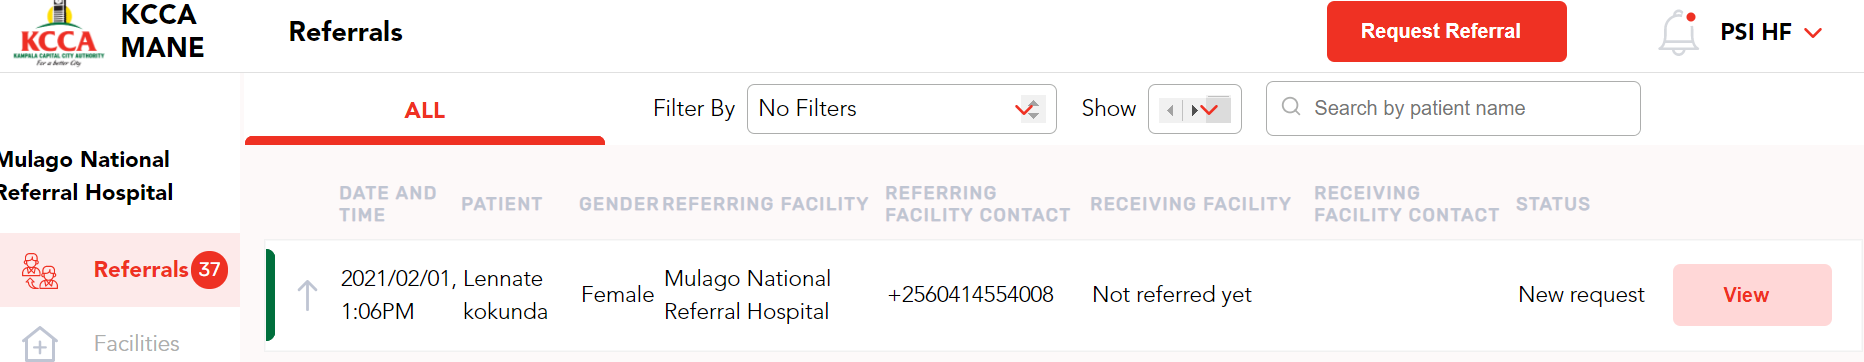 KCCA
KAMPALA CAPITAL CITY AUTHORITY
For a better City
KCCA
MANE
Referrals
Request Referral
PSI HF
ALL
Filter By
No Filters
Show
Search by patient name
Mulago National
Referral Hospital
Referrals 37
Facilities
DATE AND
TIME
PATIENT
GENDER
REFERRING FACILITY
REFERRING
FACILITY CONTACT
RECEIVING FACILITY
RECEIVING
FACILITY CONTACT
STATUS
2021/02/01,
1:06PM
Lennate
kokunda
Female
Mulago National
Referral Hospital
+2560414554008
Not referred yet
New request
View